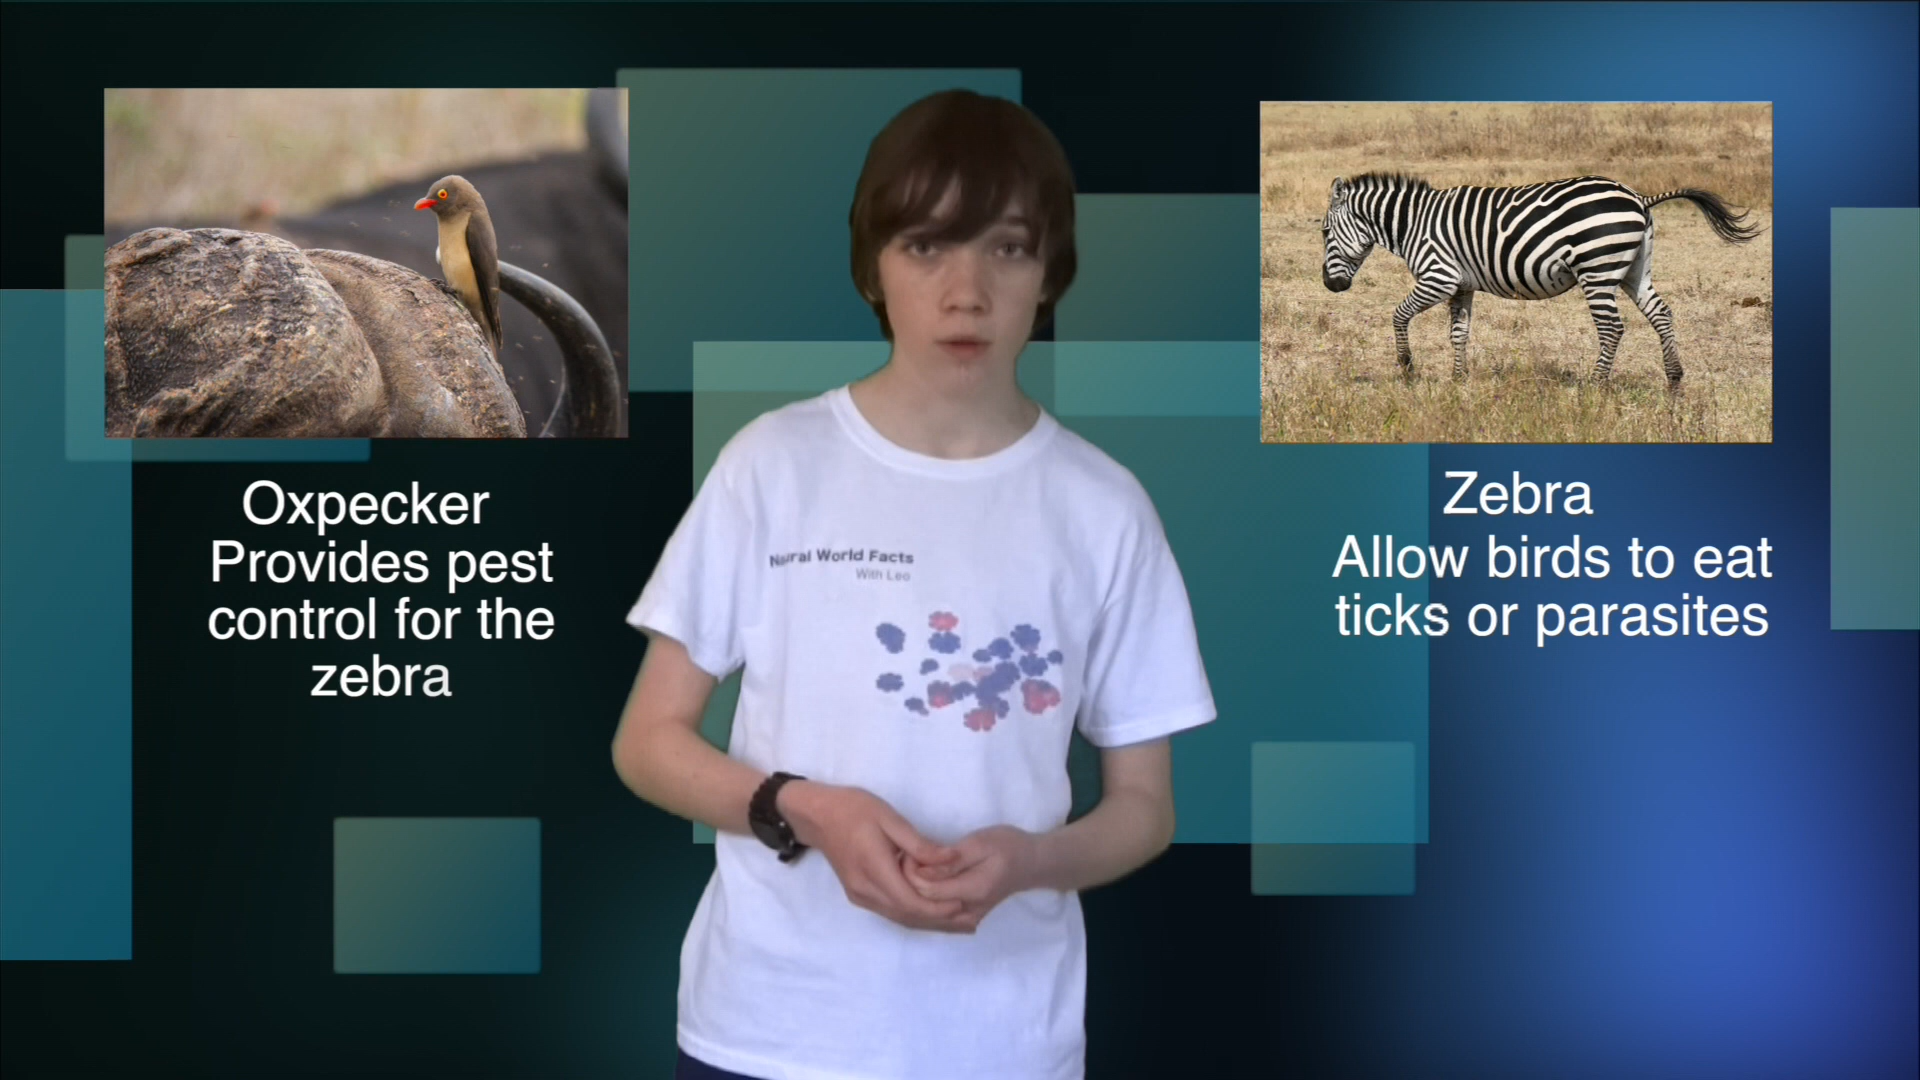 Oxpecker
Provides pest
control for the
zebra
Natural World Facts
With Leo
Zebra
Allow birds to eat
ticks or parasites